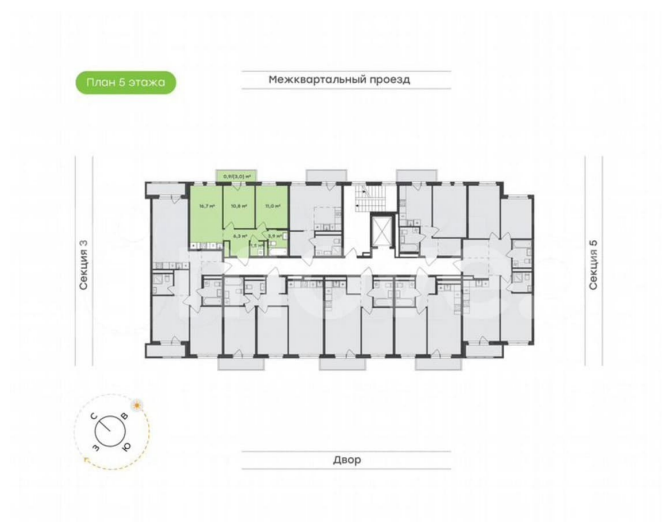 План 5 этажа
Межквартальный проезд
0,9(3,0) м²
16,7 м² 10,8 м² 11,0 м²
6,3 м² 3,9 м²
Секция 3
Секция 5
С В
З Ю
Двор